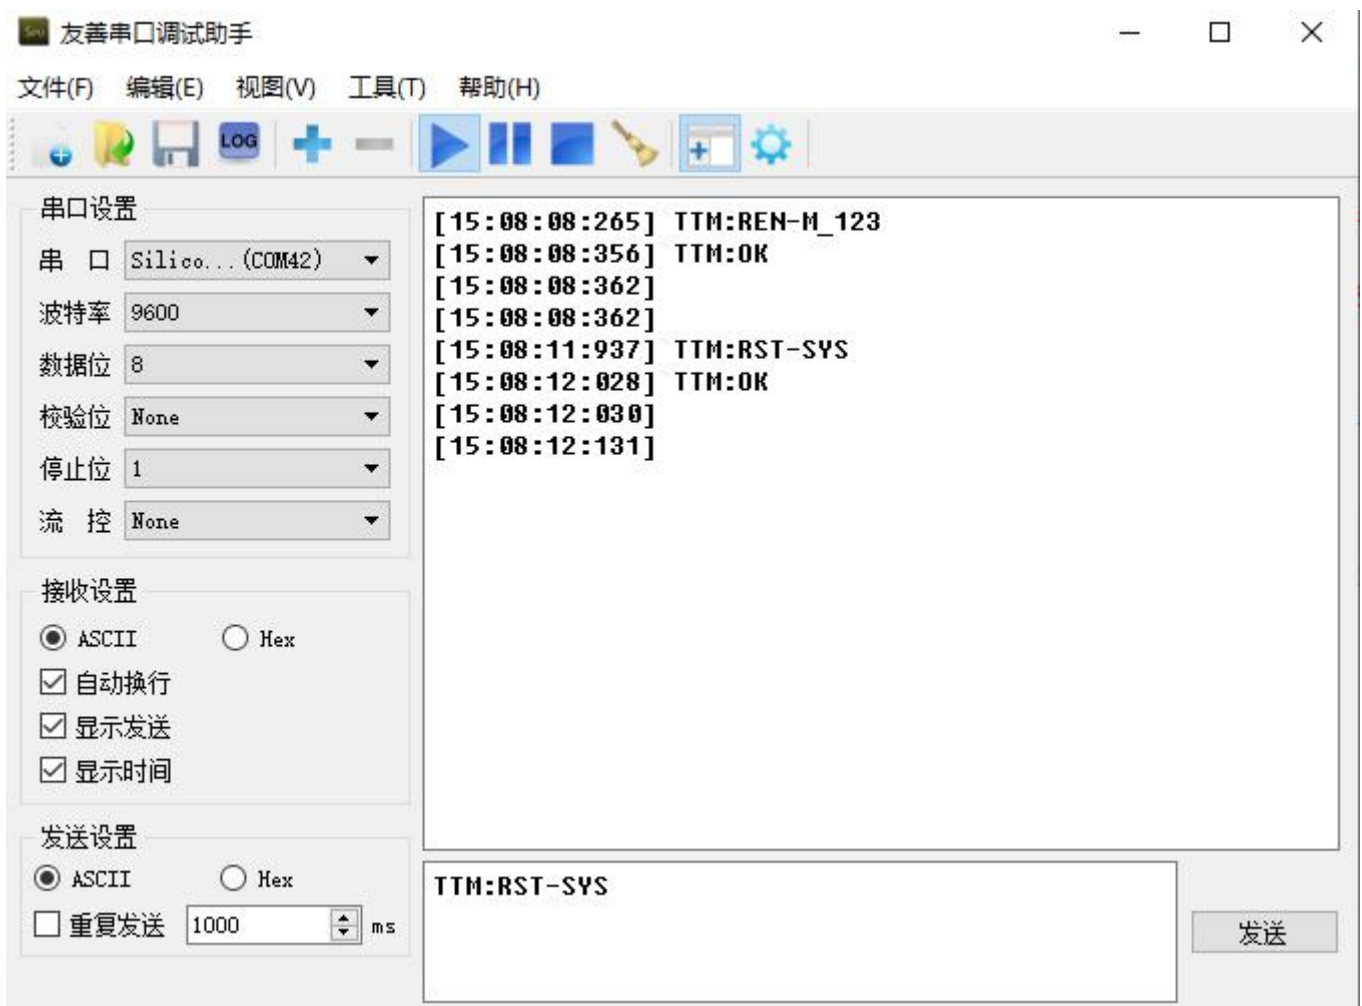 友善串口调试助手
文件(F) 编辑(E) 视图(V) 工具(T) 帮助(H)
LOG
串口设置
串 口 Silico...(COM42)
波特率 9600
数据位 8
校验位 None
停止位 1
流 控 None
接收设置
ASCII Hex
自动换行
显示发送
显示时间
发送设置
ASCII Hex
重复发送 1000 ms
[15:08:08:265] TTM:REN-M_123
[15:08:08:356] TTM:OK
[15:08:08:362]
[15:08:08:362]
[15:08:11:937] TTM:RST-SYS
[15:08:12:028] TTM:OK
[15:08:12:030]
[15:08:12:131]
TTM:RST-SYS
发送